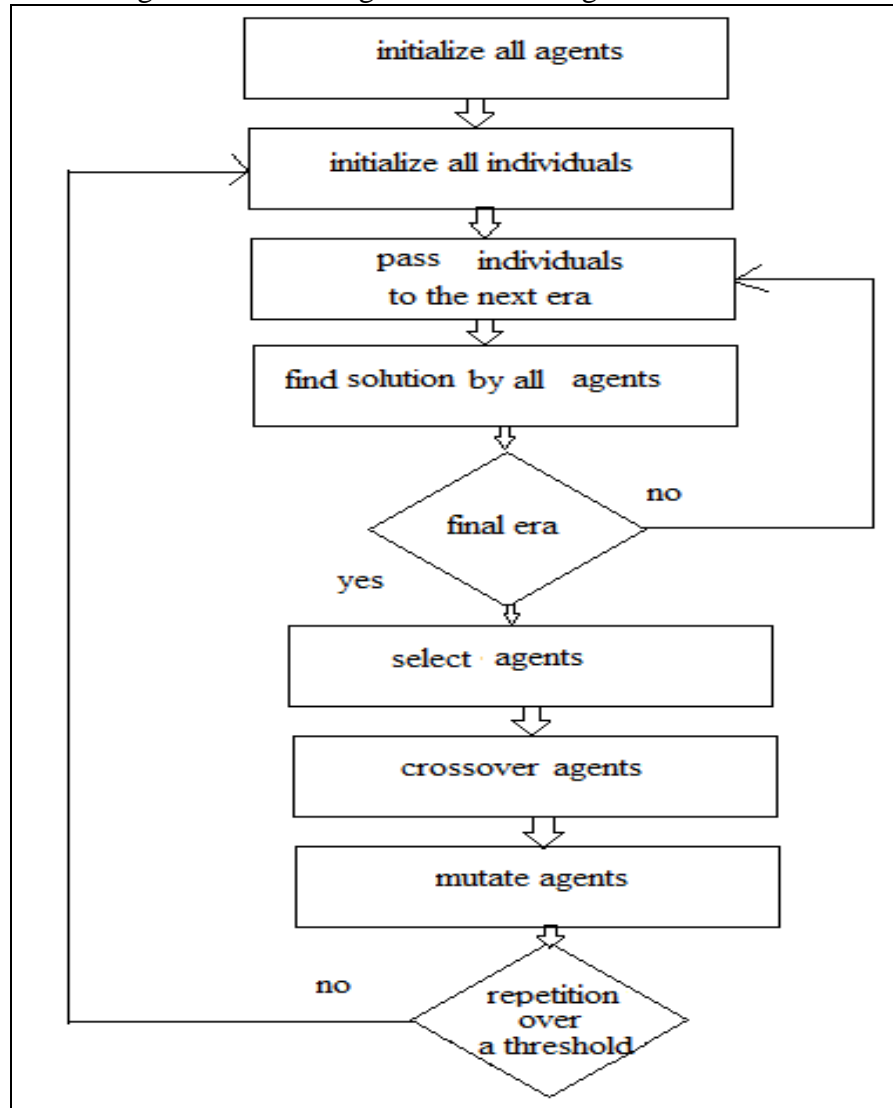 initialize all agents
initialize all individuals
pass individuals
to the next era
find solution by all agents
no
final era
yes
select agents
crossover agents
mutate agents
no
repetition
over
a threshold